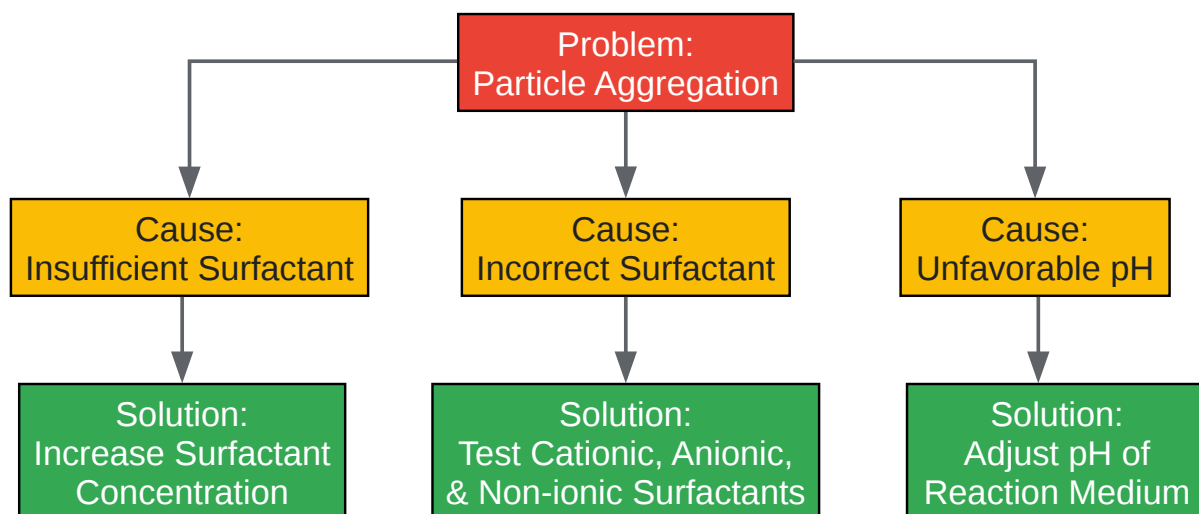 Problem:
Particle Aggregation
Cause:
Insufficient Surfactant
Cause:
Incorrect Surfactant
Cause:
Unfavorable pH
Solution:
Increase Surfactant
Concentration
Solution:
Test Cationic, Anionic,
& Non-ionic Surfactants
Solution:
Adjust pH of
Reaction Medium